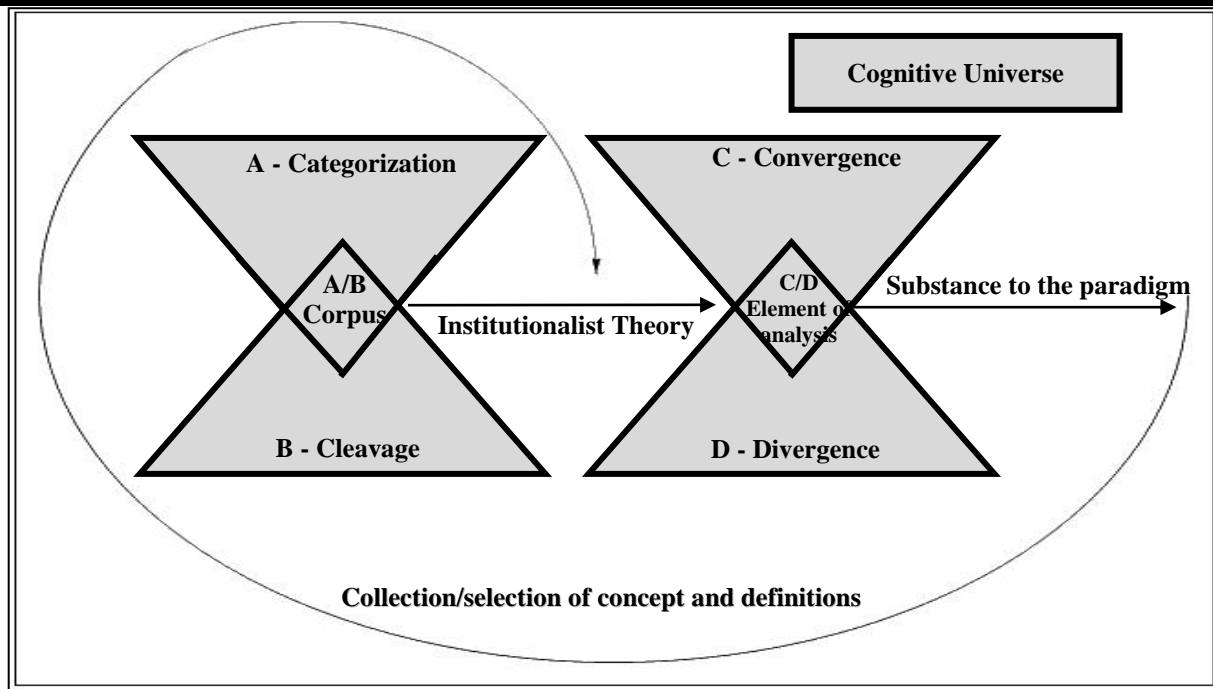 Cognitive Universe
A - Categorization
C - Convergence
A/B
Corpus
C/D
Element of
analysis
Substance to the paradigm
Institutionalist Theory
B - Cleavage
D - Divergence
Collection/selection of concept and definitions